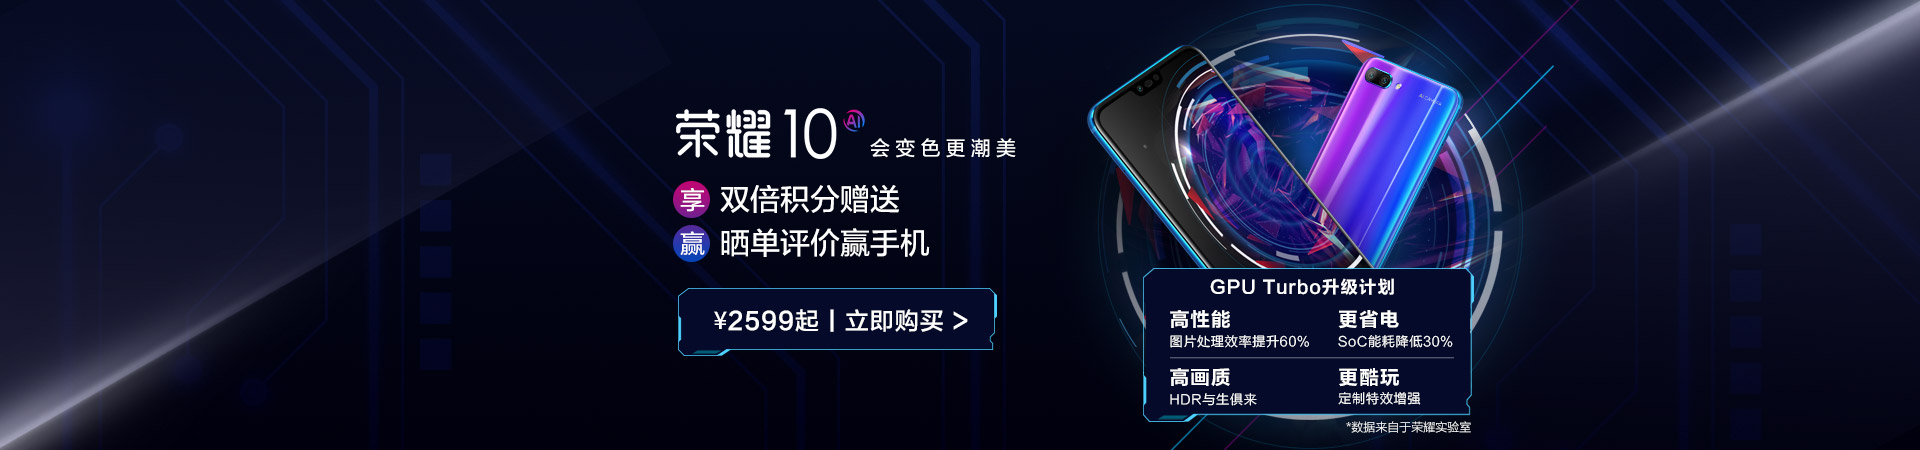 荣耀10 AI 会变色更潮美
享 双倍积分赠送
赢 晒单评价赢手机
¥2599起 | 立即购买 >
AI CAMERA
GPU Turbo升级计划
高性能 更省电
图片处理效率提升60% SoC能耗降低30%
高画质 更酷玩
HDR与生俱来 定制特效增强
*数据来自于荣耀实验室